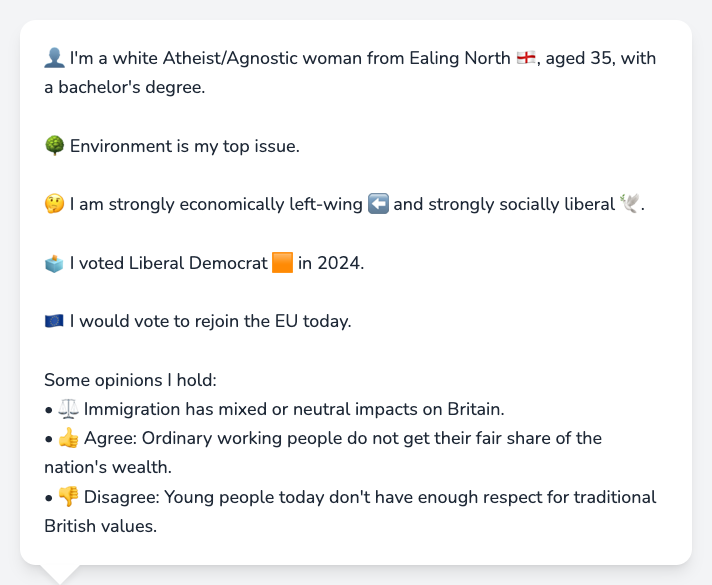 👤 I'm a white Atheist/Agnostic woman from Ealing North 🏴󠁧󠁢󠁥󠁮󠁧󠁿, aged 35, with
a bachelor's degree.
🌳 Environment is my top issue.
🤔 I am strongly economically left-wing ⬅️ and strongly socially liberal 🕊️.
🗳️ I voted Liberal Democrat 🟧 in 2024.
🇪🇺 I would vote to rejoin the EU today.
Some opinions I hold:
• ⚖️ Immigration has mixed or neutral impacts on Britain.
• 👍 Agree: Ordinary working people do not get their fair share of the
nation's wealth.
• 👎 Disagree: Young people today don't have enough respect for traditional
British values.